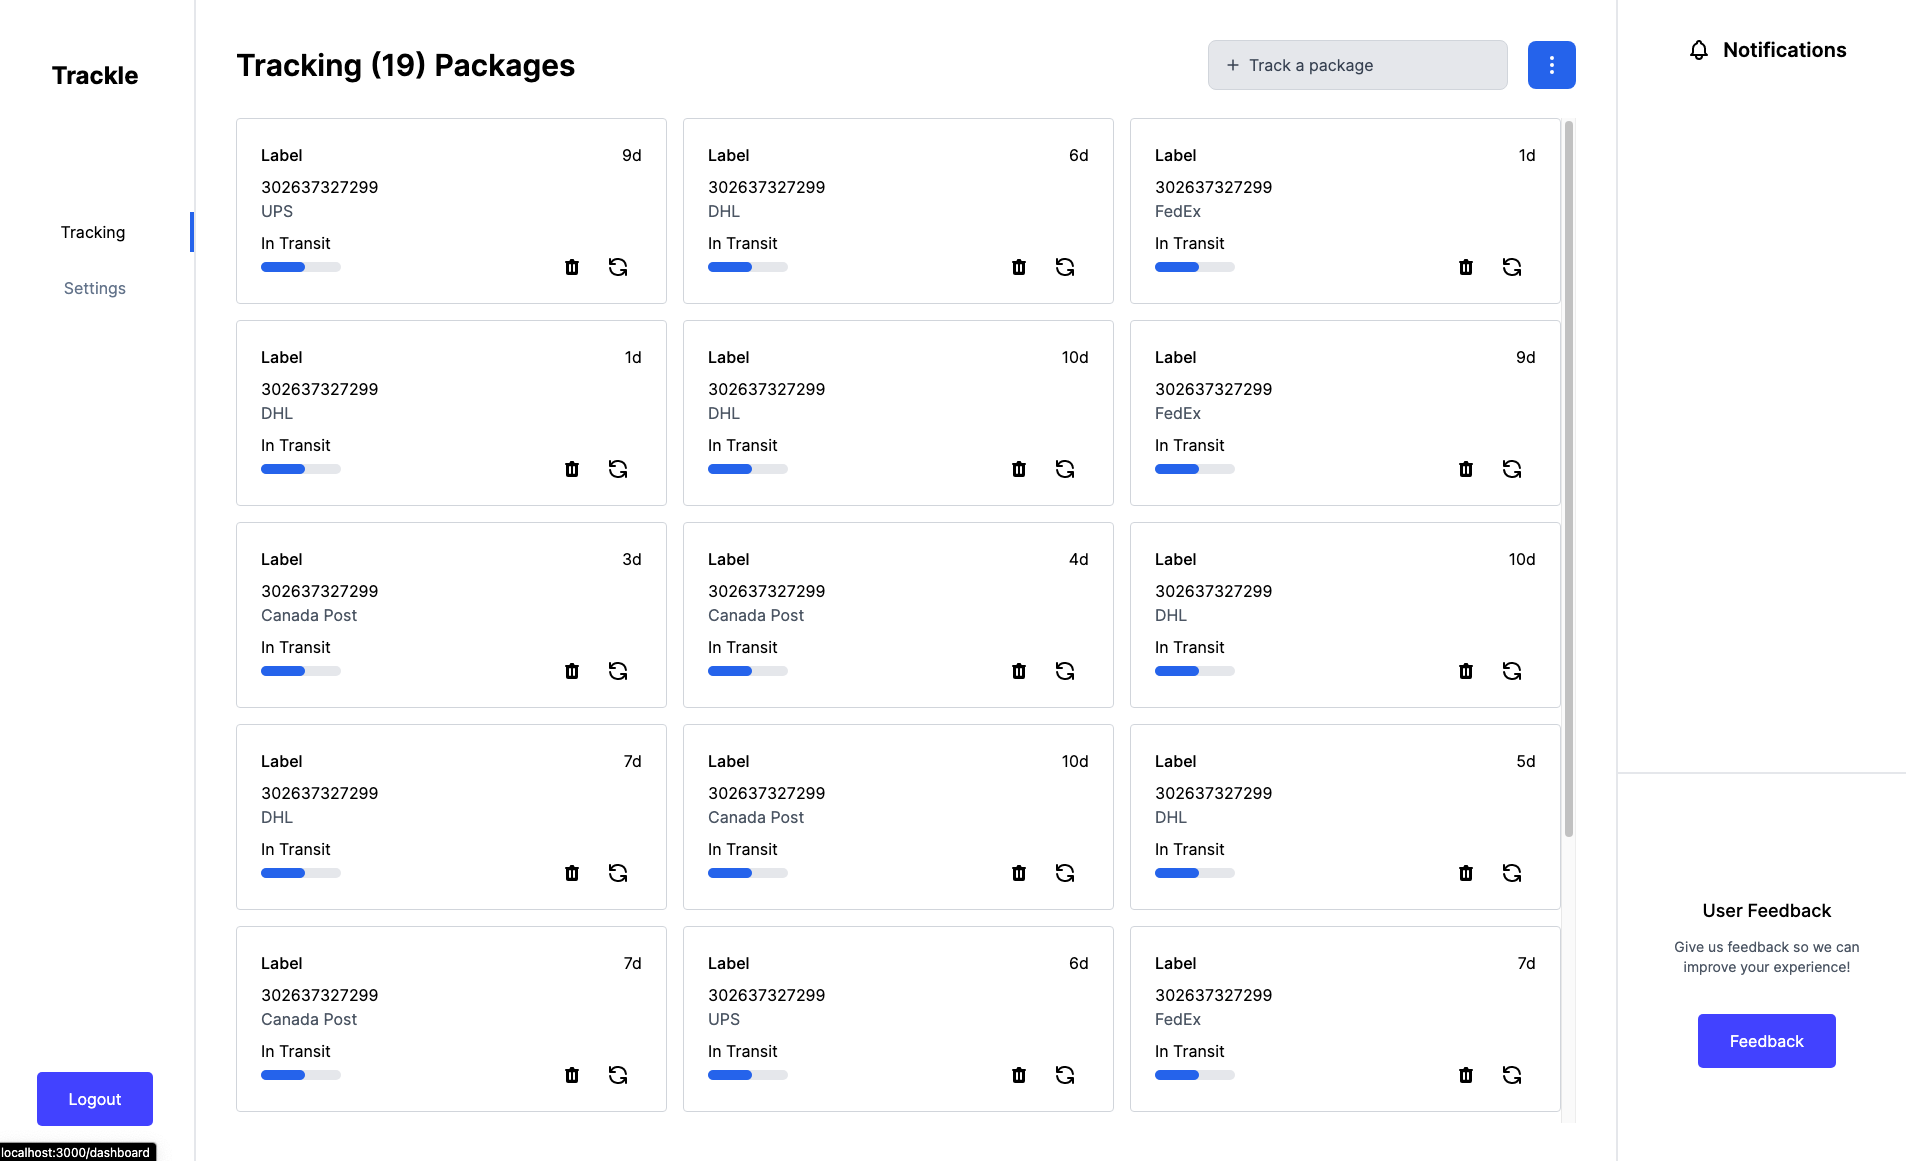 Trackle
Tracking
Settings
Logout
localhost:3000/dashboard
Tracking (19) Packages
+ Track a package
Label 9d
302637327299
UPS
In Transit
Label 6d
302637327299
DHL
In Transit
Label 1d
302637327299
FedEx
In Transit
Label 1d
302637327299
DHL
In Transit
Label 10d
302637327299
DHL
In Transit
Label 9d
302637327299
FedEx
In Transit
Label 3d
302637327299
Canada Post
In Transit
Label 4d
302637327299
Canada Post
In Transit
Label 10d
302637327299
DHL
In Transit
Label 7d
302637327299
DHL
In Transit
Label 10d
302637327299
Canada Post
In Transit
Label 5d
302637327299
DHL
In Transit
Label 7d
302637327299
Canada Post
In Transit
Label 6d
302637327299
UPS
In Transit
Label 7d
302637327299
FedEx
In Transit
Notifications
User Feedback
Give us feedback so we can
improve your experience!
Feedback